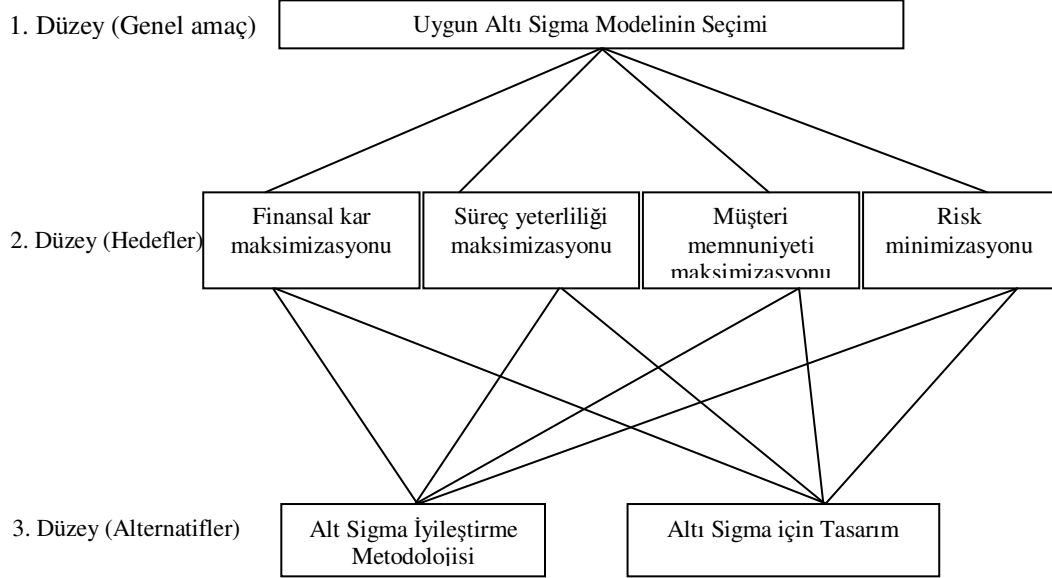 1. Düzey (Genel amaç)
Uygun Altı Sigma Modelinin Seçimi
2. Düzey (Hedefler)
Finansal kar
maksimizasyonu
Süreç yeterliliği
maksimizasyonu
Müşteri
memnuniyeti
maksimizasyonu
Risk
minimizasyonu
3. Düzey (Alternatifler)
Alt Sigma İyileştirme
Metodolojisi
Altı Sigma için Tasarım